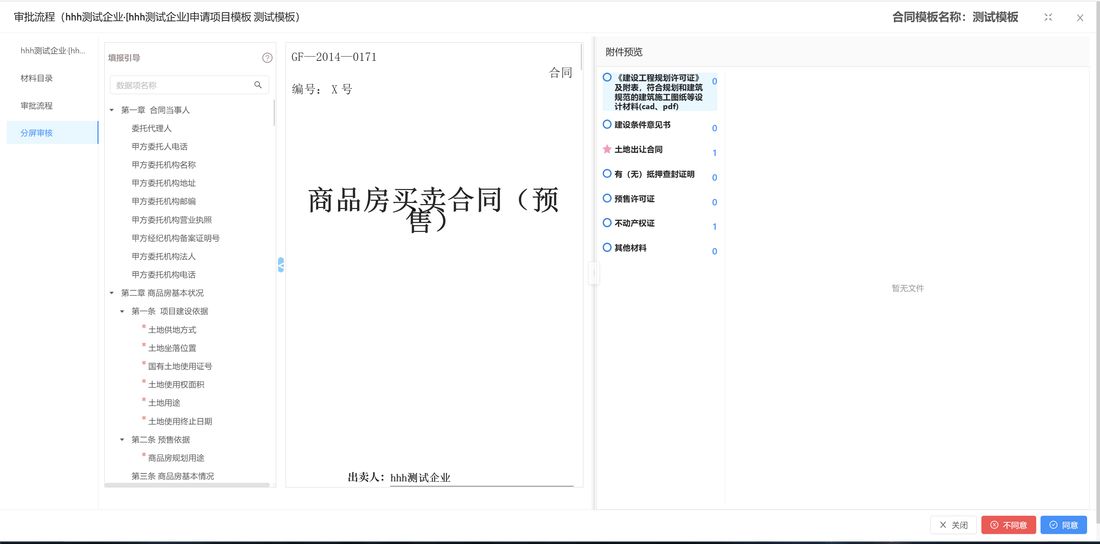 审批流程（hhh测试企业·[hhh测试企业]申请项目模板 测试模板）
合同模板名称：测试模板
hhh测试企业·[hh...
材料目录
审批流程
分屏审核
填报引导
数据项名称
第一章 合同当事人
委托代理人
甲方委托人电话
甲方委托机构名称
甲方委托机构地址
甲方委托机构邮编
甲方委托机构营业执照
甲方经纪机构备案证明号
甲方委托机构法人
甲方委托机构电话
第二章 商品房基本状况
第一条 项目建设依据
* 土地供地方式
* 土地坐落位置
* 国有土地使用证号
* 土地使用权面积
* 土地用途
* 土地使用终止日期
第二条 预售依据
* 商品房规划用途
第三条 商品房基本情况
GF—2014—0171
合同
编号： X 号
商品房买卖合同（预
售）
出卖人：hhh测试企业
附件预览
《建设工程规划许可证》 0
及附表，符合规划和建筑
规范的建筑施工图纸等设
计材料(cad、pdf)
建设条件意见书 0
土地出让合同 1
有（无）抵押查封证明 0
预售许可证 0
不动产权证 1
其他材料 0
暂无文件
关闭
不同意
同意